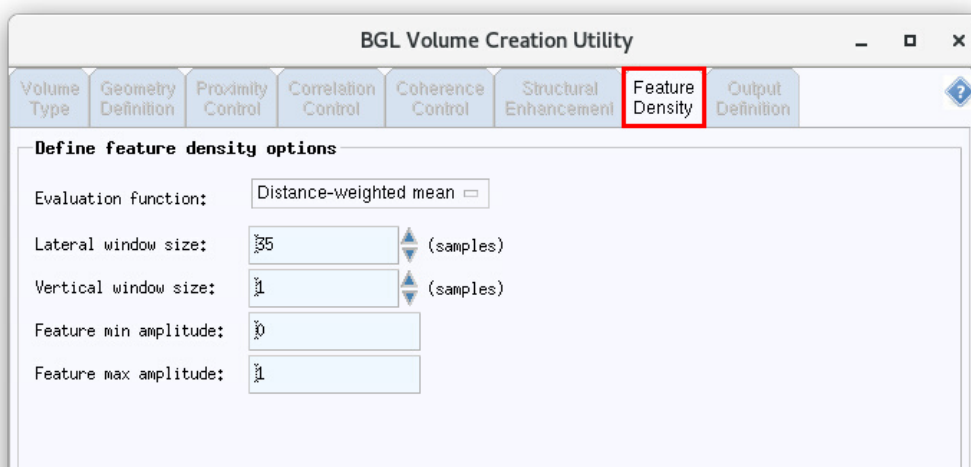 BGL Volume Creation Utility
Volume Type
Geometry Definition
Proximity Control
Correlation Control
Coherence Control
Structural Enhancement
Feature Density
Output Definition
?
Define feature density options
Evaluation function: Distance-weighted mean
Lateral window size: 35 (samples)
Vertical window size: 1 (samples)
Feature min amplitude: 0
Feature max amplitude: 1